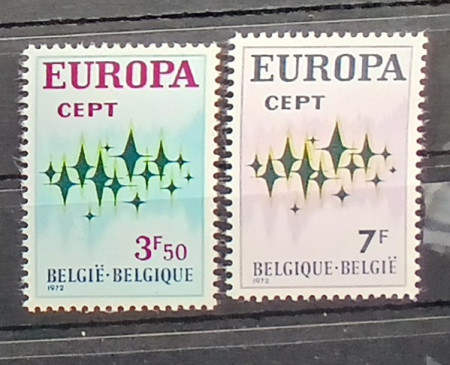 EUROPA
CEPT
3F50
BELGIË·BELGIQUE
1972
EUROPA
CEPT
7F
BELGIQUE·BELGIË
1972